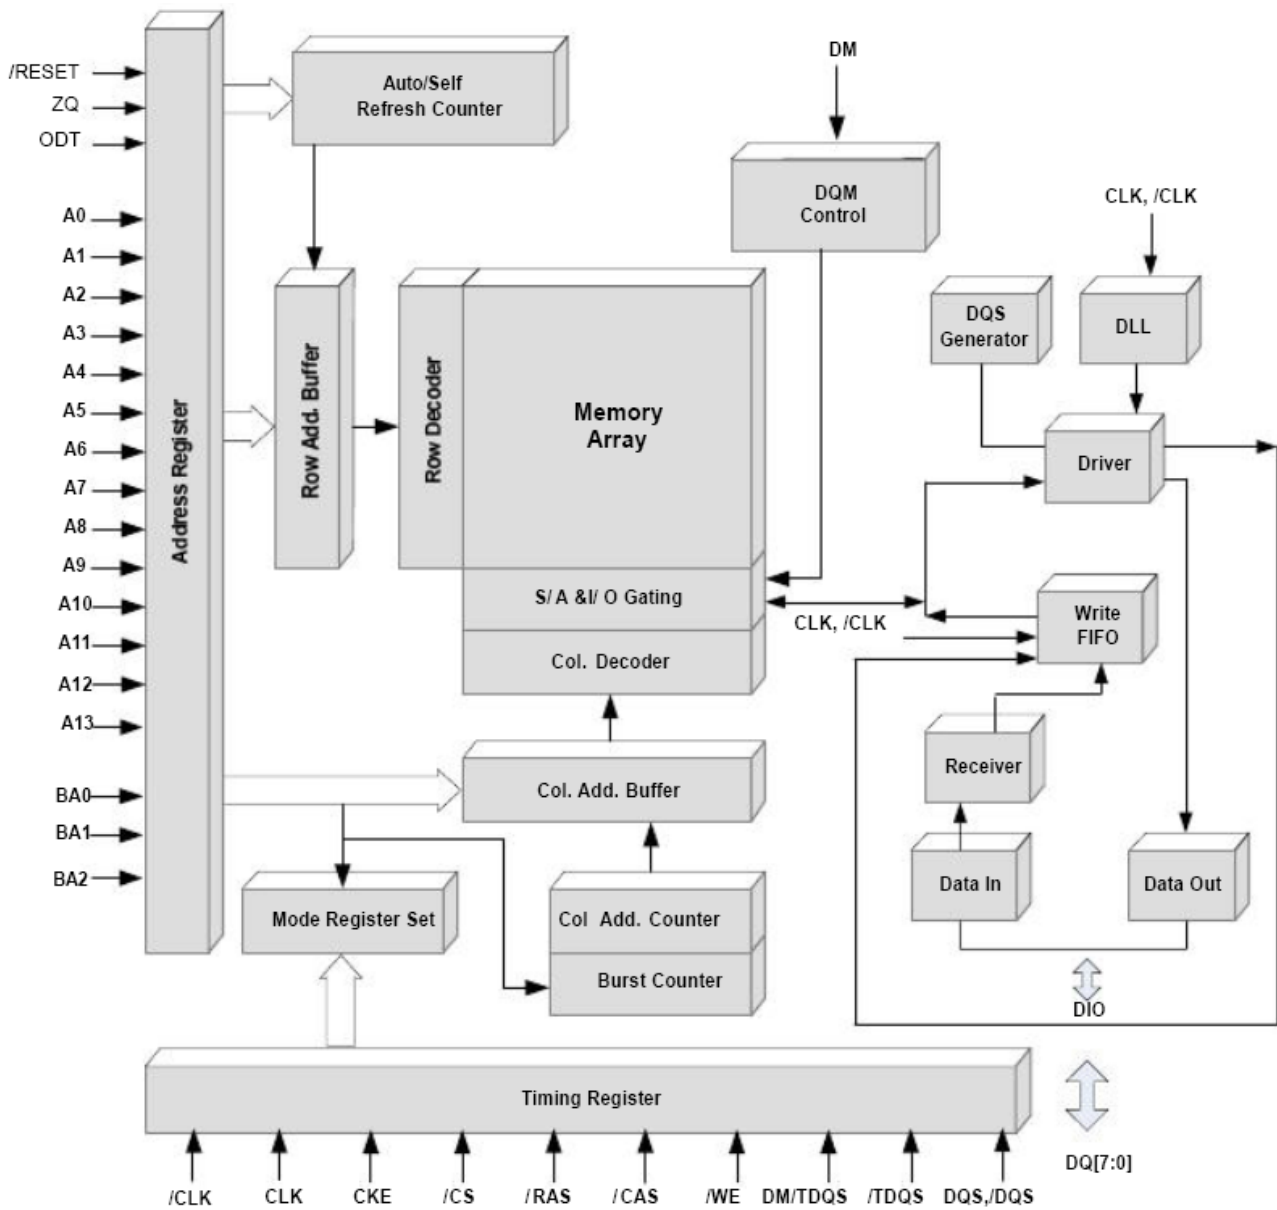 /RESET
ZQ
ODT
A0
A1
A2
A3
A4
A5
A6
A7
A8
A9
A10
A11
A12
A13
BA0
BA1
BA2
Address Register
Auto/Self
Refresh Counter
Row Add. Buffer
Row Decoder
Memory
Array
S/ A &I/ O Gating
Col. Decoder
Col. Add. Buffer
Mode Register Set
Col Add. Counter
Burst Counter
DM
DQM
Control
CLK, /CLK
DQS
Generator
DLL
Driver
CLK, /CLK
Write
FIFO
Receiver
Data In
Data Out
DIO
Timing Register
/CLK
CLK
CKE
/CS
/RAS
/CAS
/WE
DM/TDQS
/TDQS
DQS,/DQS
DQ[7:0]